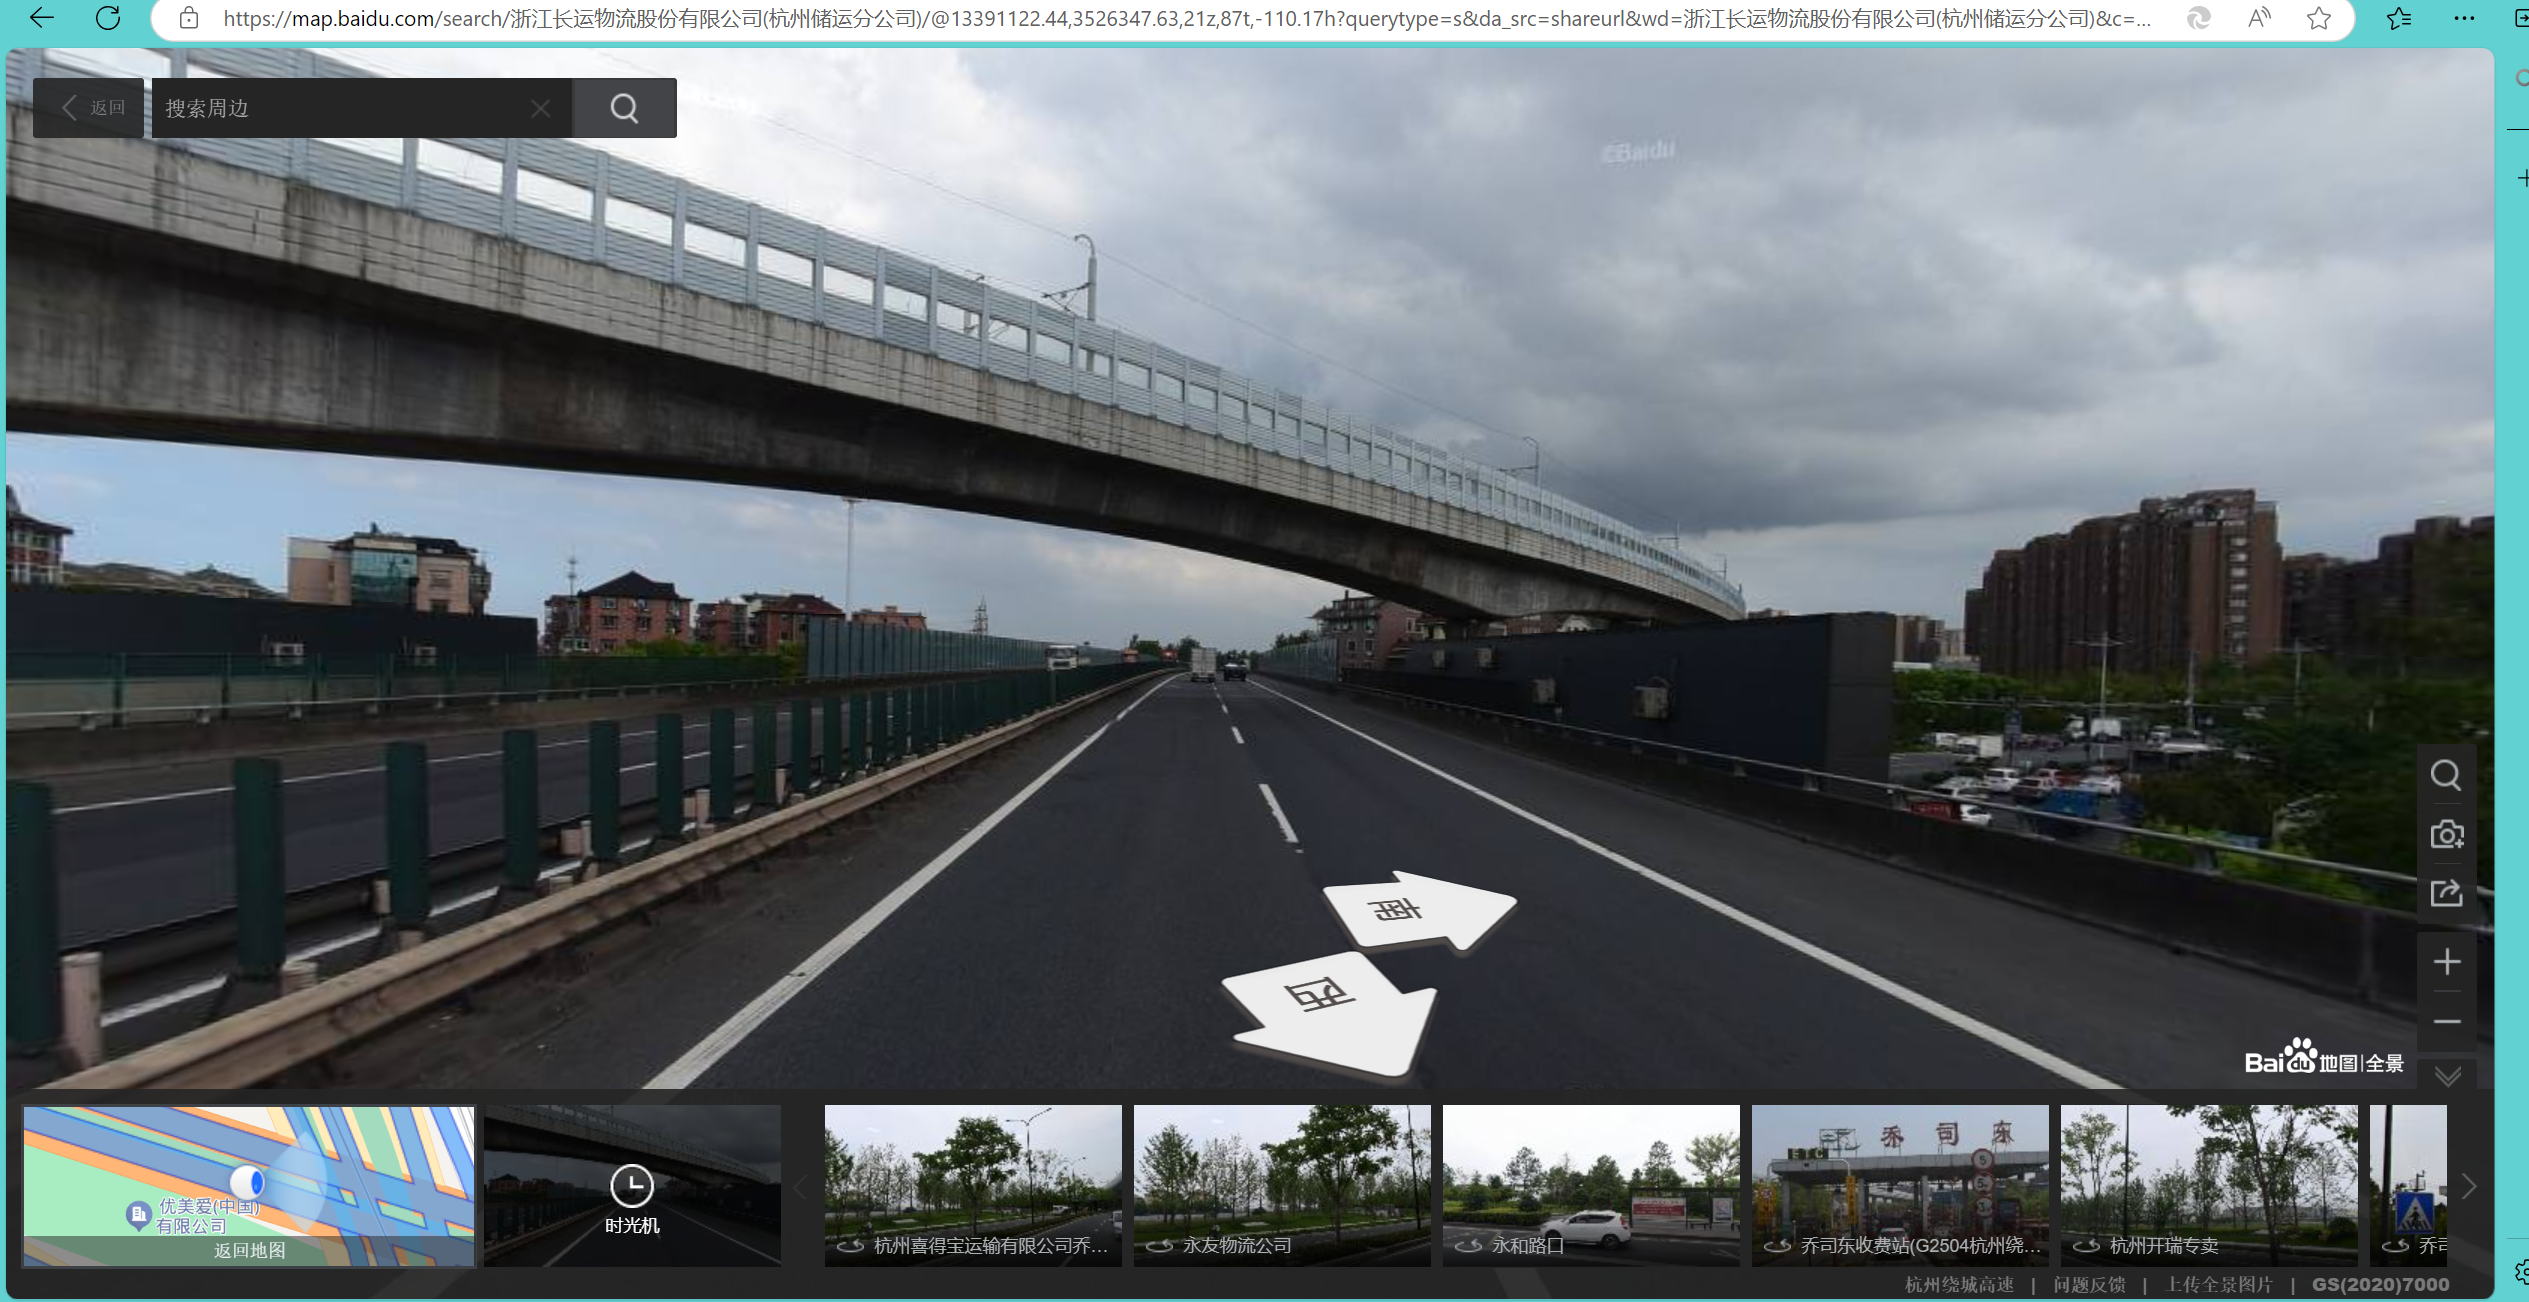 https://map.baidu.com/search/浙江长运物流股份有限公司(杭州储运分公司)/@13391122.44,3526347.63,21z,87t,-110.17h?querytype=s&da_src=shareurl&wd=浙江长运物流股份有限公司(杭州储运分公司)&c=...
返回
搜索周边
©Baidu
南
西
Bai du 地图|全景
优美爱(中国)
有限公司
返回地图
时光机
杭州喜得宝运输有限公司乔...
永友物流公司
永和路口
乔司东
ETC
5
乔司东收费站(G2504杭州绕...
杭州开瑞专卖
杭州绕城高速 | 问题反馈 | 上传全景图片 | GS(2020)7000